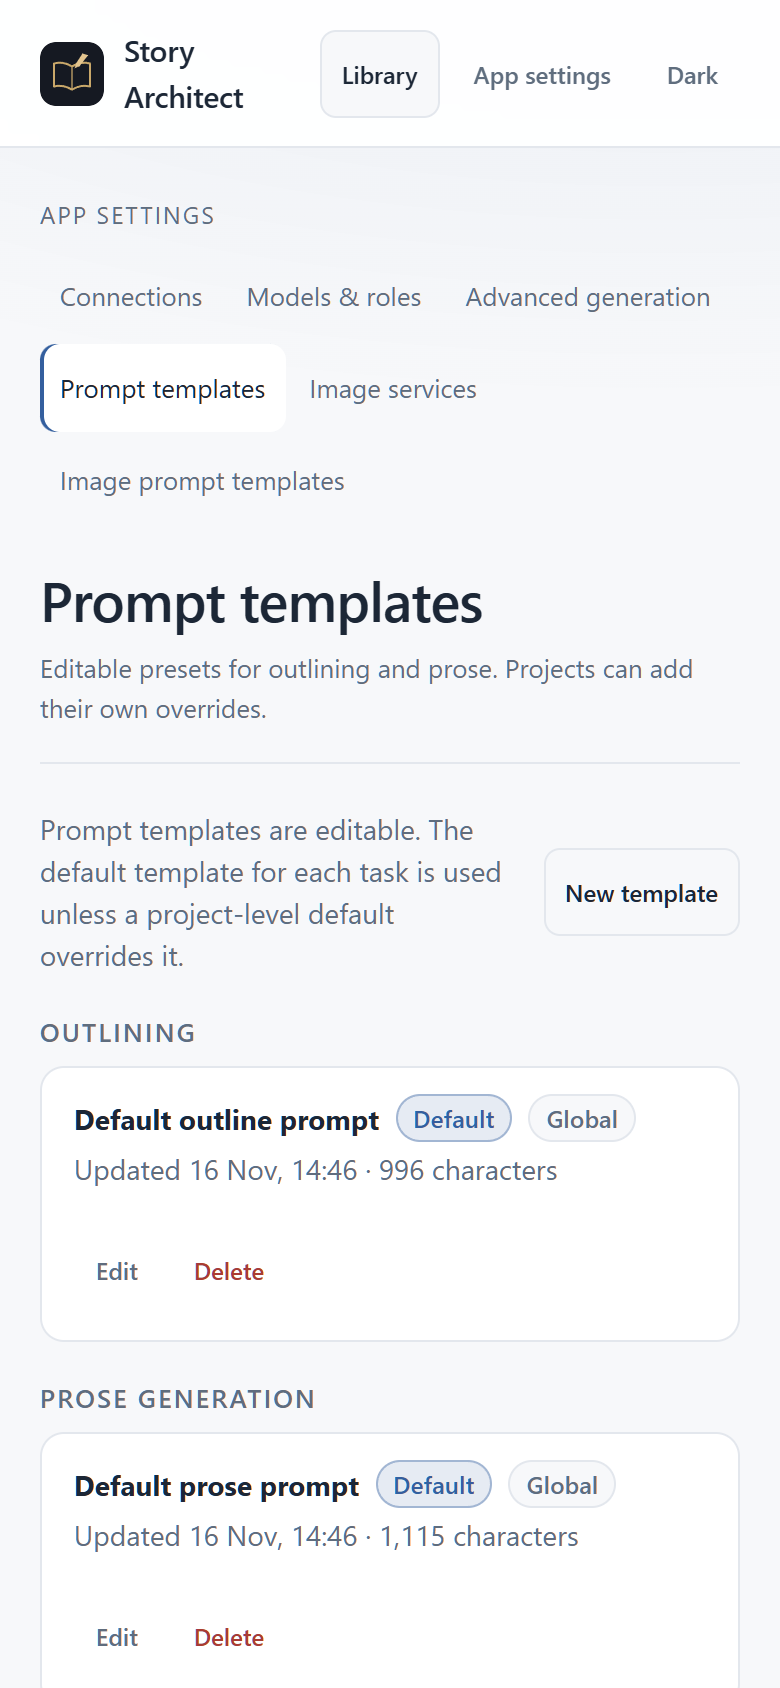 Story
Architect
Library
App settings
Dark
APP SETTINGS
Connections
Models & roles
Advanced generation
Prompt templates
Image services
Image prompt templates
Prompt templates
Editable presets for outlining and prose. Projects can add
their own overrides.
Prompt templates are editable. The
default template for each task is used
unless a project-level default
overrides it.
New template
OUTLINING
Default outline prompt
Default
Global
Updated 16 Nov, 14:46 · 996 characters
Edit
Delete
PROSE GENERATION
Default prose prompt
Default
Global
Updated 16 Nov, 14:46 · 1,115 characters
Edit
Delete